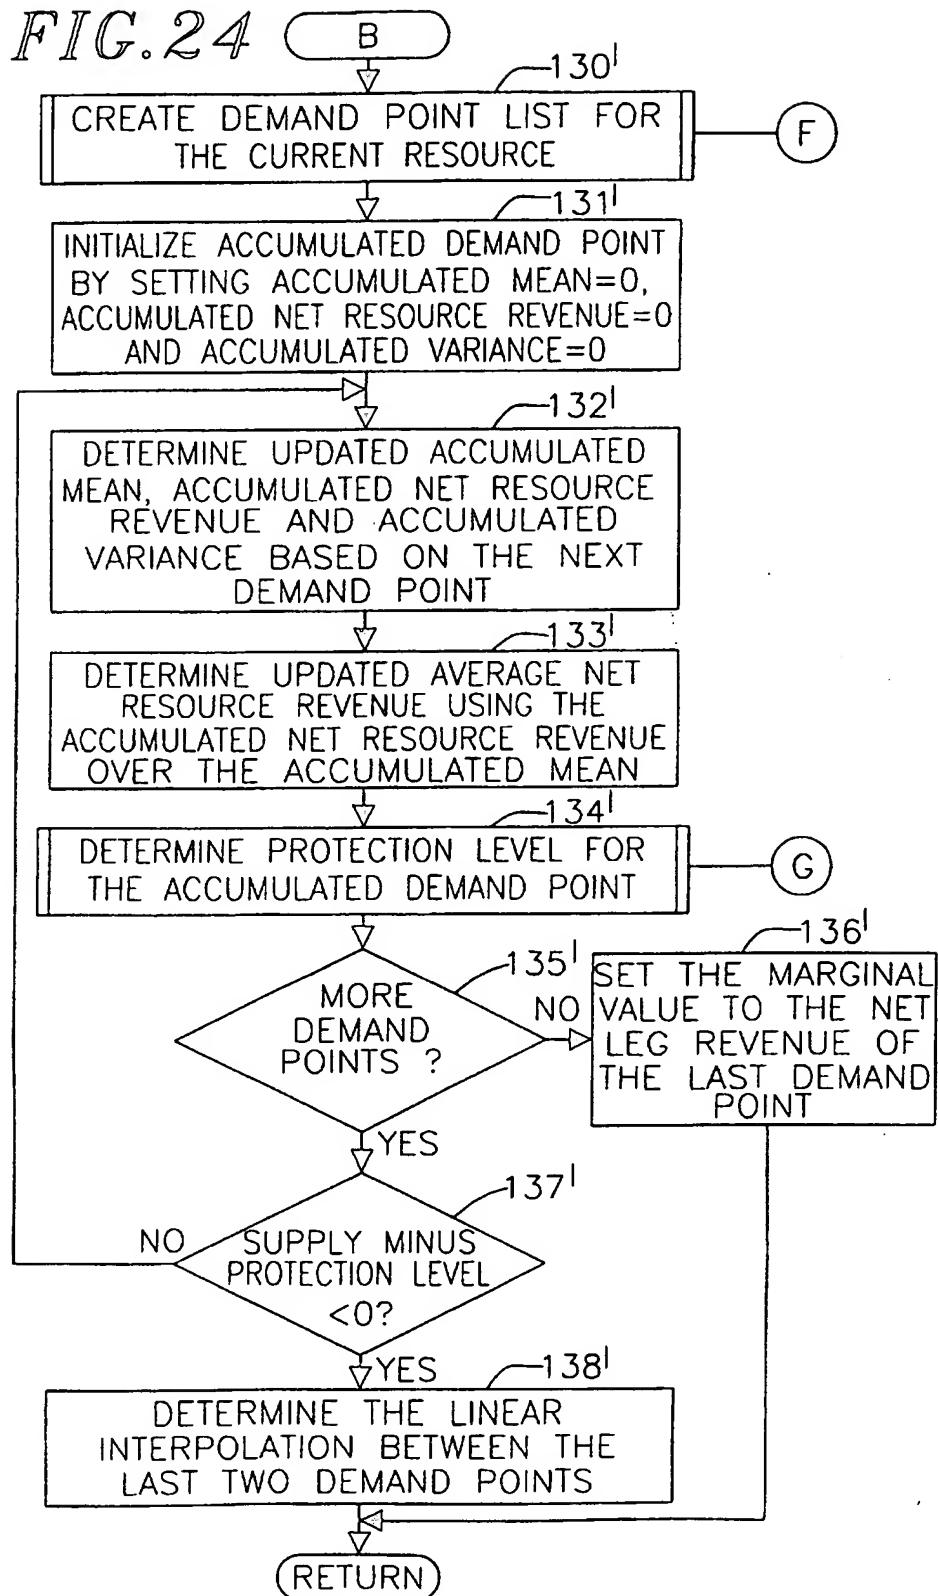 FIG.24
B
130'
CREATE DEMAND POINT LIST FOR
THE CURRENT RESOURCE
F
131'
INITIALIZE ACCUMULATED DEMAND POINT
BY SETTING ACCUMULATED MEAN=0,
ACCUMULATED NET RESOURCE REVENUE=0
AND ACCUMULATED VARIANCE=0
132'
DETERMINE UPDATED ACCUMULATED
MEAN, ACCUMULATED NET RESOURCE
REVENUE AND ACCUMULATED
VARIANCE BASED ON THE NEXT
DEMAND POINT
133'
DETERMINE UPDATED AVERAGE NET
RESOURCE REVENUE USING THE
ACCUMULATED NET RESOURCE REVENUE
OVER THE ACCUMULATED MEAN
134'
DETERMINE PROTECTION LEVEL FOR
THE ACCUMULATED DEMAND POINT
G
135'
MORE
DEMAND
POINTS ?
NO
136'
SET THE MARGINAL
VALUE TO THE NET
LEG REVENUE OF
THE LAST DEMAND
POINT
YES
137'
NO
SUPPLY MINUS
PROTECTION LEVEL
<0?
YES
138'
DETERMINE THE LINEAR
INTERPOLATION BETWEEN THE
LAST TWO DEMAND POINTS
RETURN